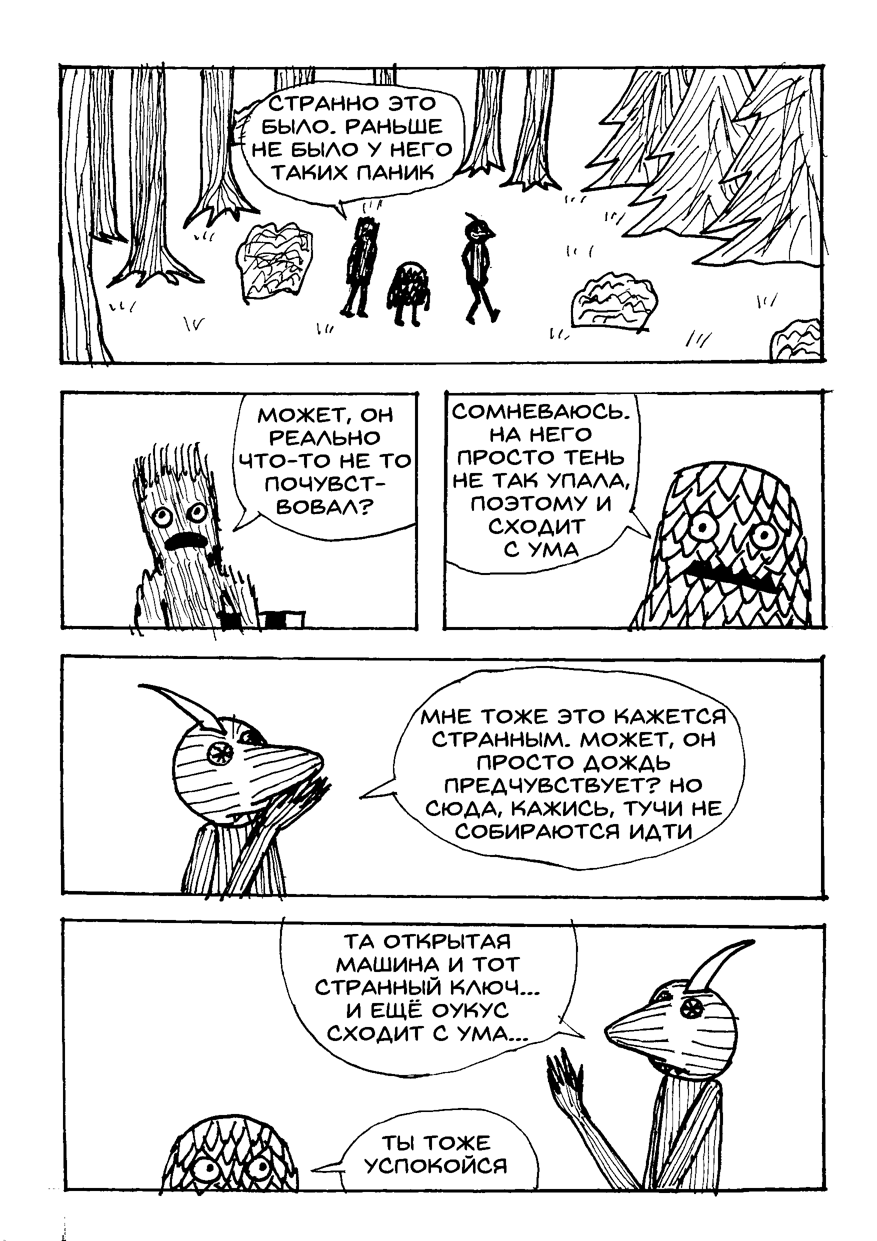 СТРАННО ЭТО
БЫЛО. РАНЬШЕ
НЕ БЫЛО У НЕГО
ТАКИХ ПАНИК
МОЖЕТ, ОН
РЕАЛЬНО
ЧТО-ТО НЕ ТО
ПОЧУВСТ-
ВОВАЛ?
СОМНЕВАЮСЬ.
НА НЕГО
ПРОСТО ТЕНЬ
НЕ ТАК УПАЛА,
ПОЭТОМУ И
СХОДИТ
С УМА
МНЕ ТОЖЕ ЭТО КАЖЕТСЯ
СТРАННЫМ. МОЖЕТ, ОН
ПРОСТО ДОЖДЬ
ПРЕДЧУВСТВУЕТ? НО
СЮДА, КАЖИСЬ, ТУЧИ НЕ
СОБИРАЮТСЯ ИДТИ
ТА ОТКРЫТАЯ
МАШИНА И ТОТ
СТРАННЫЙ КЛЮЧ...
И ЕЩЁ ОУКУС
СХОДИТ С УМА...
ТЫ ТОЖЕ
УСПОКОЙСЯ